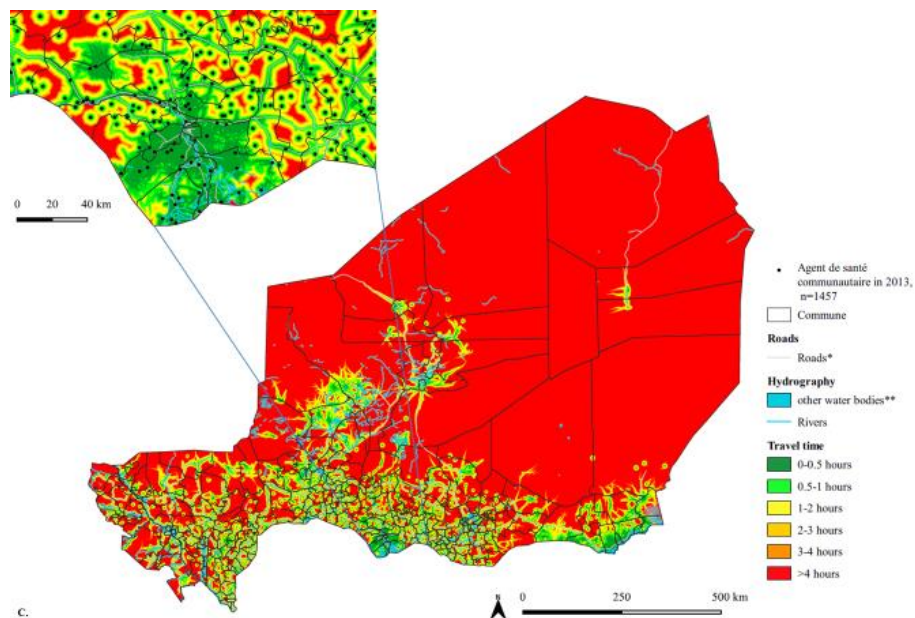 0 20 40 km
Agent de santé
communautaire in 2013,
n=1457
Commune
Roads
Roads*
Hydrography
other water bodies**
Rivers
Travel time
0-0.5 hours
0.5-1 hours
1-2 hours
2-3 hours
3-4 hours
>4 hours
c.
N
0 250 500 km